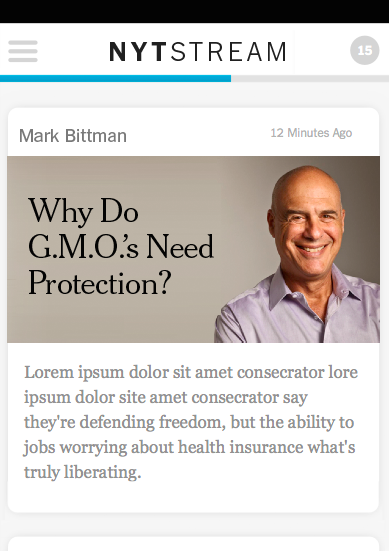 NYTSTREAM
15
Mark Bittman
12 Minutes Ago
Why Do
G.M.O.'s Need
Protection?
Lorem ipsum dolor sit amet consecrator lore
ipsum dolor site amet consecrator say
they're defending freedom, but the ability to
jobs worrying about health insurance what's
truly liberating.